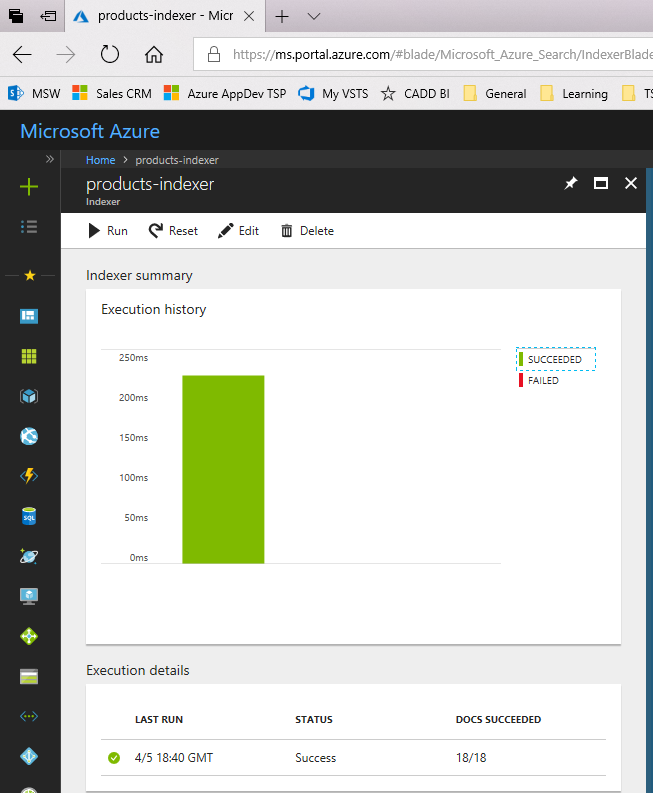 products-indexer - Micr
https://ms.portal.azure.com/#blade/Microsoft_Azure_Search/IndexerBlade
MSW Sales CRM Azure AppDev TSP My VSTS CADD BI General Learning TS
Microsoft Azure
Home > products-indexer
products-indexer
Indexer
Run Reset Edit Delete
Indexer summary
Execution history
250ms
SUCCEEDED
FAILED
200ms
150ms
100ms
50ms
0ms
Execution details
LAST RUN STATUS DOCS SUCCEEDED
4/5 18:40 GMT Success 18/18
SQL